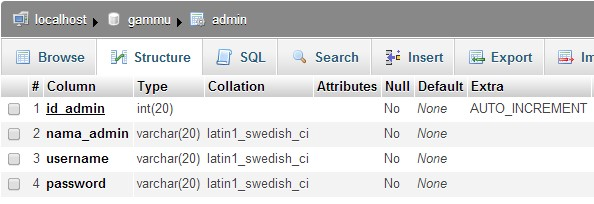 localhost gammu admin
Browse Structure SQL Search Insert Export Im
# Column Type Collation Attributes Null Default Extra
1 id_admin int(20) No None AUTO_INCREMENT
2 nama_admin varchar(20) latin1_swedish_ci No None
3 username varchar(20) latin1_swedish_ci No None
4 password varchar(20) latin1_swedish_ci No None